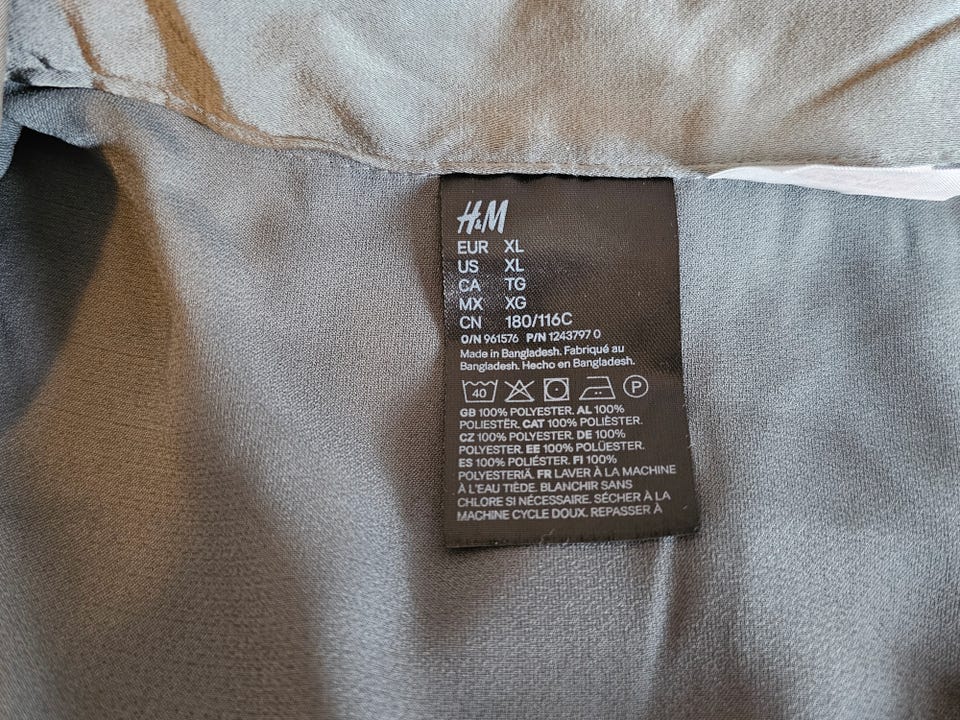 H&M
EUR XL
US XL
CA TG
MX XG
CN 180/116C
O/N 961576 P/N 1243797 0
Made in Bangladesh. Fabriqué au
Bangladesh. Hecho en Bangladesh.
40 P
GB 100% POLYESTER. AL 100%
POLIESTËR. CAT 100% POLIÈSTER.
CZ 100% POLYESTER. DE 100%
POLYESTER. EE 100% POLÜESTER.
ES 100% POLIÉSTER. FI 100%
POLYESTERIÄ. FR LAVER À LA MACHINE
À L'EAU TIÈDE. BLANCHIR SANS
CHLORE SI NÉCESSAIRE. SÉCHER À LA
MACHINE CYCLE DOUX. REPASSER À